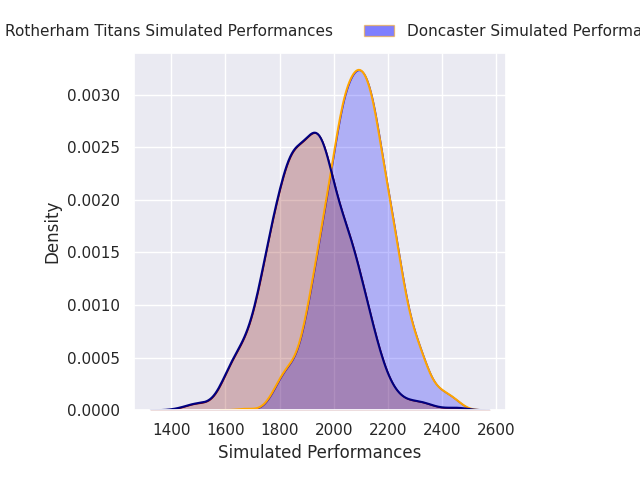 Rotherham Titans Simulated Performances Doncaster Simulated Performa
0.0030
0.0025
0.0020
0.0015
0.0010
0.0005
0.0000
Density
1400 1600 1800 2000 2200 2400 2600
Simulated Performances